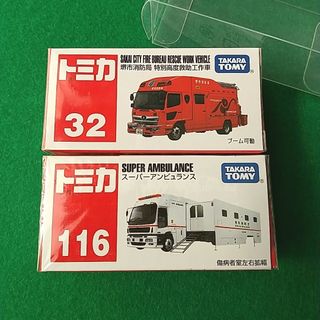 トミカ
32
SAKAI CITY FIRE BUREAU RESCUE WORK VEHICLE
堺市消防局 特別高度救助工作車
TAKARA
TOMY
ブーム可動
トミカ
116
SUPER AMBULANCE
スーパーアンビュランス
TAKARA
TOMY
傷病者室左右拡幅